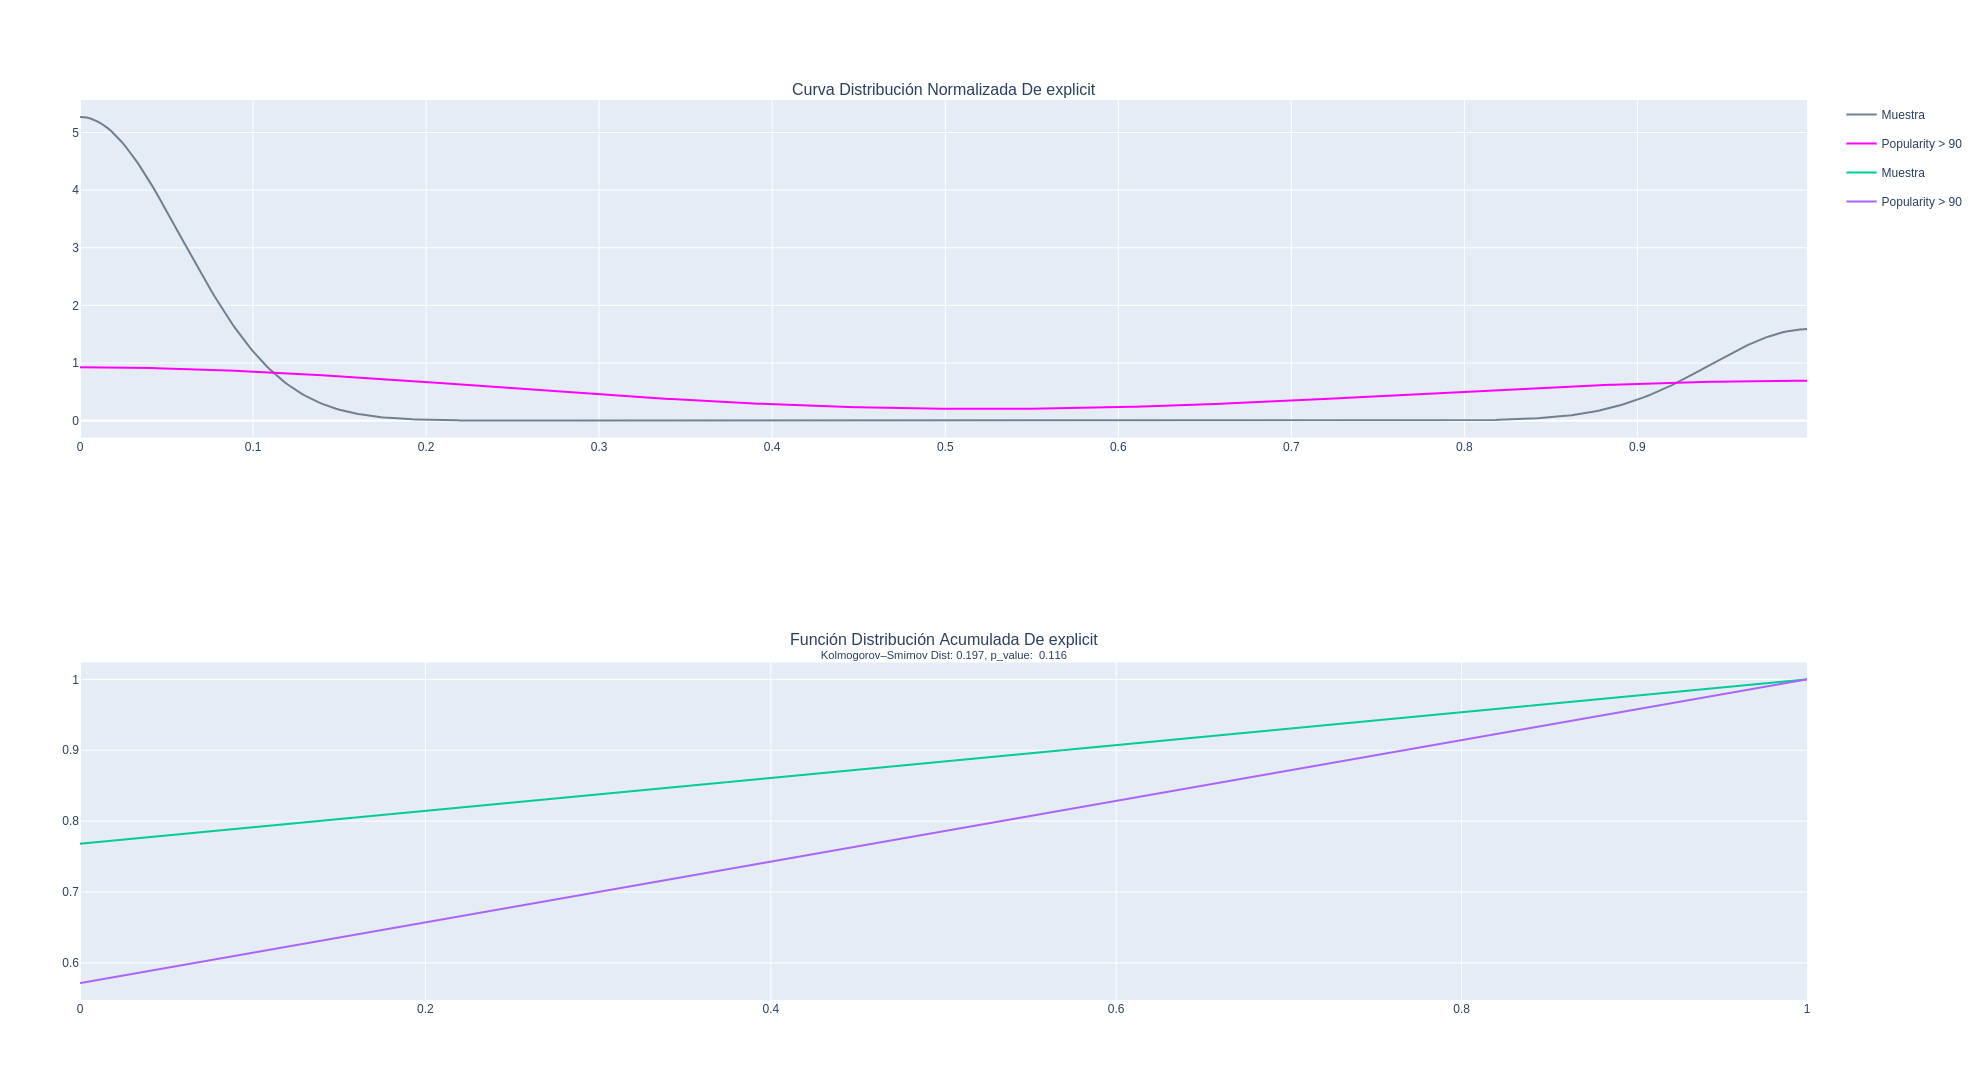 Curva Distribución Normalizada De explicit
5
4
3
2
1
0
0 0.1 0.2 0.3 0.4 0.5 0.6 0.7 0.8 0.9
Muestra
Popularity > 90
Muestra
Popularity > 90
Función Distribución Acumulada De explicit
Kolmogorov–Smirnov Dist: 0.197, p_value:  0.116
1
0.9
0.8
0.7
0.6
0 0.2 0.4 0.6 0.8 1